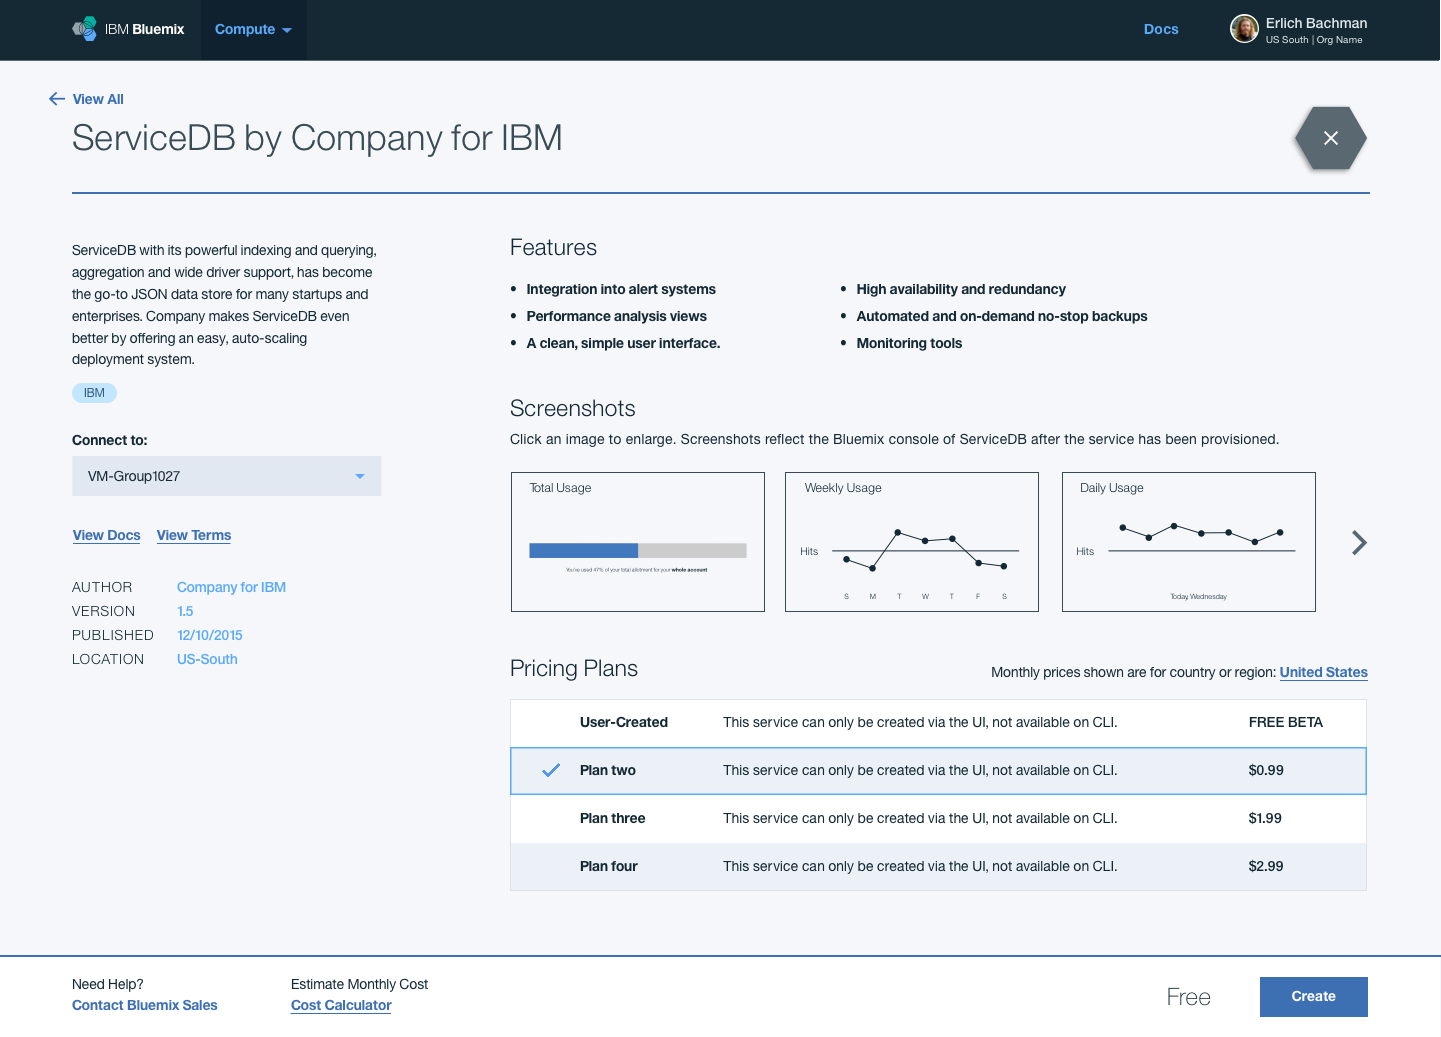 IBM Bluemix
Compute
Docs
Erlich Bachman
US South | Org Name
View All
ServiceDB by Company for IBM
ServiceDB with its powerful indexing and querying,
aggregation and wide driver support, has become
the go-to JSON data store for many startups and
enterprises. Company makes ServiceDB even
better by offering an easy, auto-scaling
deployment system.
IBM
Connect to:
VM-Group1027
View Docs View Terms
AUTHOR Company for IBM
VERSION 1.5
PUBLISHED 12/10/2015
LOCATION US-South
Features
• Integration into alert systems
• Performance analysis views
• A clean, simple user interface.
• High availability and redundancy
• Automated and on-demand no-stop backups
• Monitoring tools
Screenshots
Click an image to enlarge. Screenshots reflect the Bluemix console of ServiceDB after the service has been provisioned.
Total Usage
You've used 47% of your total allotment for your whole account
Weekly Usage
Hits
S M T W T F S
Daily Usage
Hits
Today, Wednesday
Pricing Plans
Monthly prices shown are for country or region: United States
User-Created This service can only be created via the UI, not available on CLI. FREE BETA
Plan two This service can only be created via the UI, not available on CLI. $0.99
Plan three This service can only be created via the UI, not available on CLI. $1.99
Plan four This service can only be created via the UI, not available on CLI. $2.99
Need Help?
Contact Bluemix Sales
Estimate Monthly Cost
Cost Calculator
Free
Create